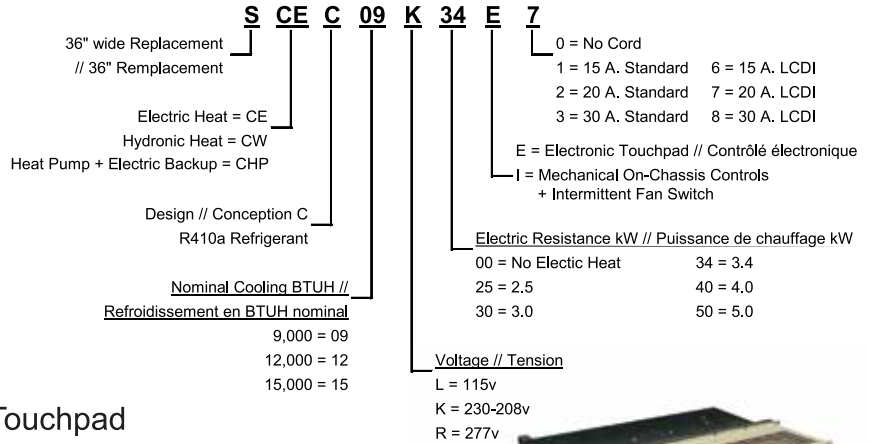 S CE C 09 K 34 E 7
36" wide Replacement
// 36" Remplacement
Electric Heat = CE
Hydronic Heat = CW
Heat Pump + Electric Backup = CHP
Design // Conception C
R410a Refrigerant
Nominal Cooling BTUH //
Refroidissement en BTUH nominal
9,000 = 09
12,000 = 12
15,000 = 15
0 = No Cord
1 = 15 A. Standard 6 = 15 A. LCDI
2 = 20 A. Standard 7 = 20 A. LCDI
3 = 30 A. Standard 8 = 30 A. LCDI
E = Electronic Touchpad // Contrôlé électronique
I = Mechanical On-Chassis Controls
+ Intermittent Fan Switch
Electric Resistance kW // Puissance de chauffage kW
00 = No Electic Heat 34 = 3.4
25 = 2.5 40 = 4.0
30 = 3.0 50 = 5.0
Voltage // Tension
L = 115v
K = 230-208v
R = 277v
Touchpad